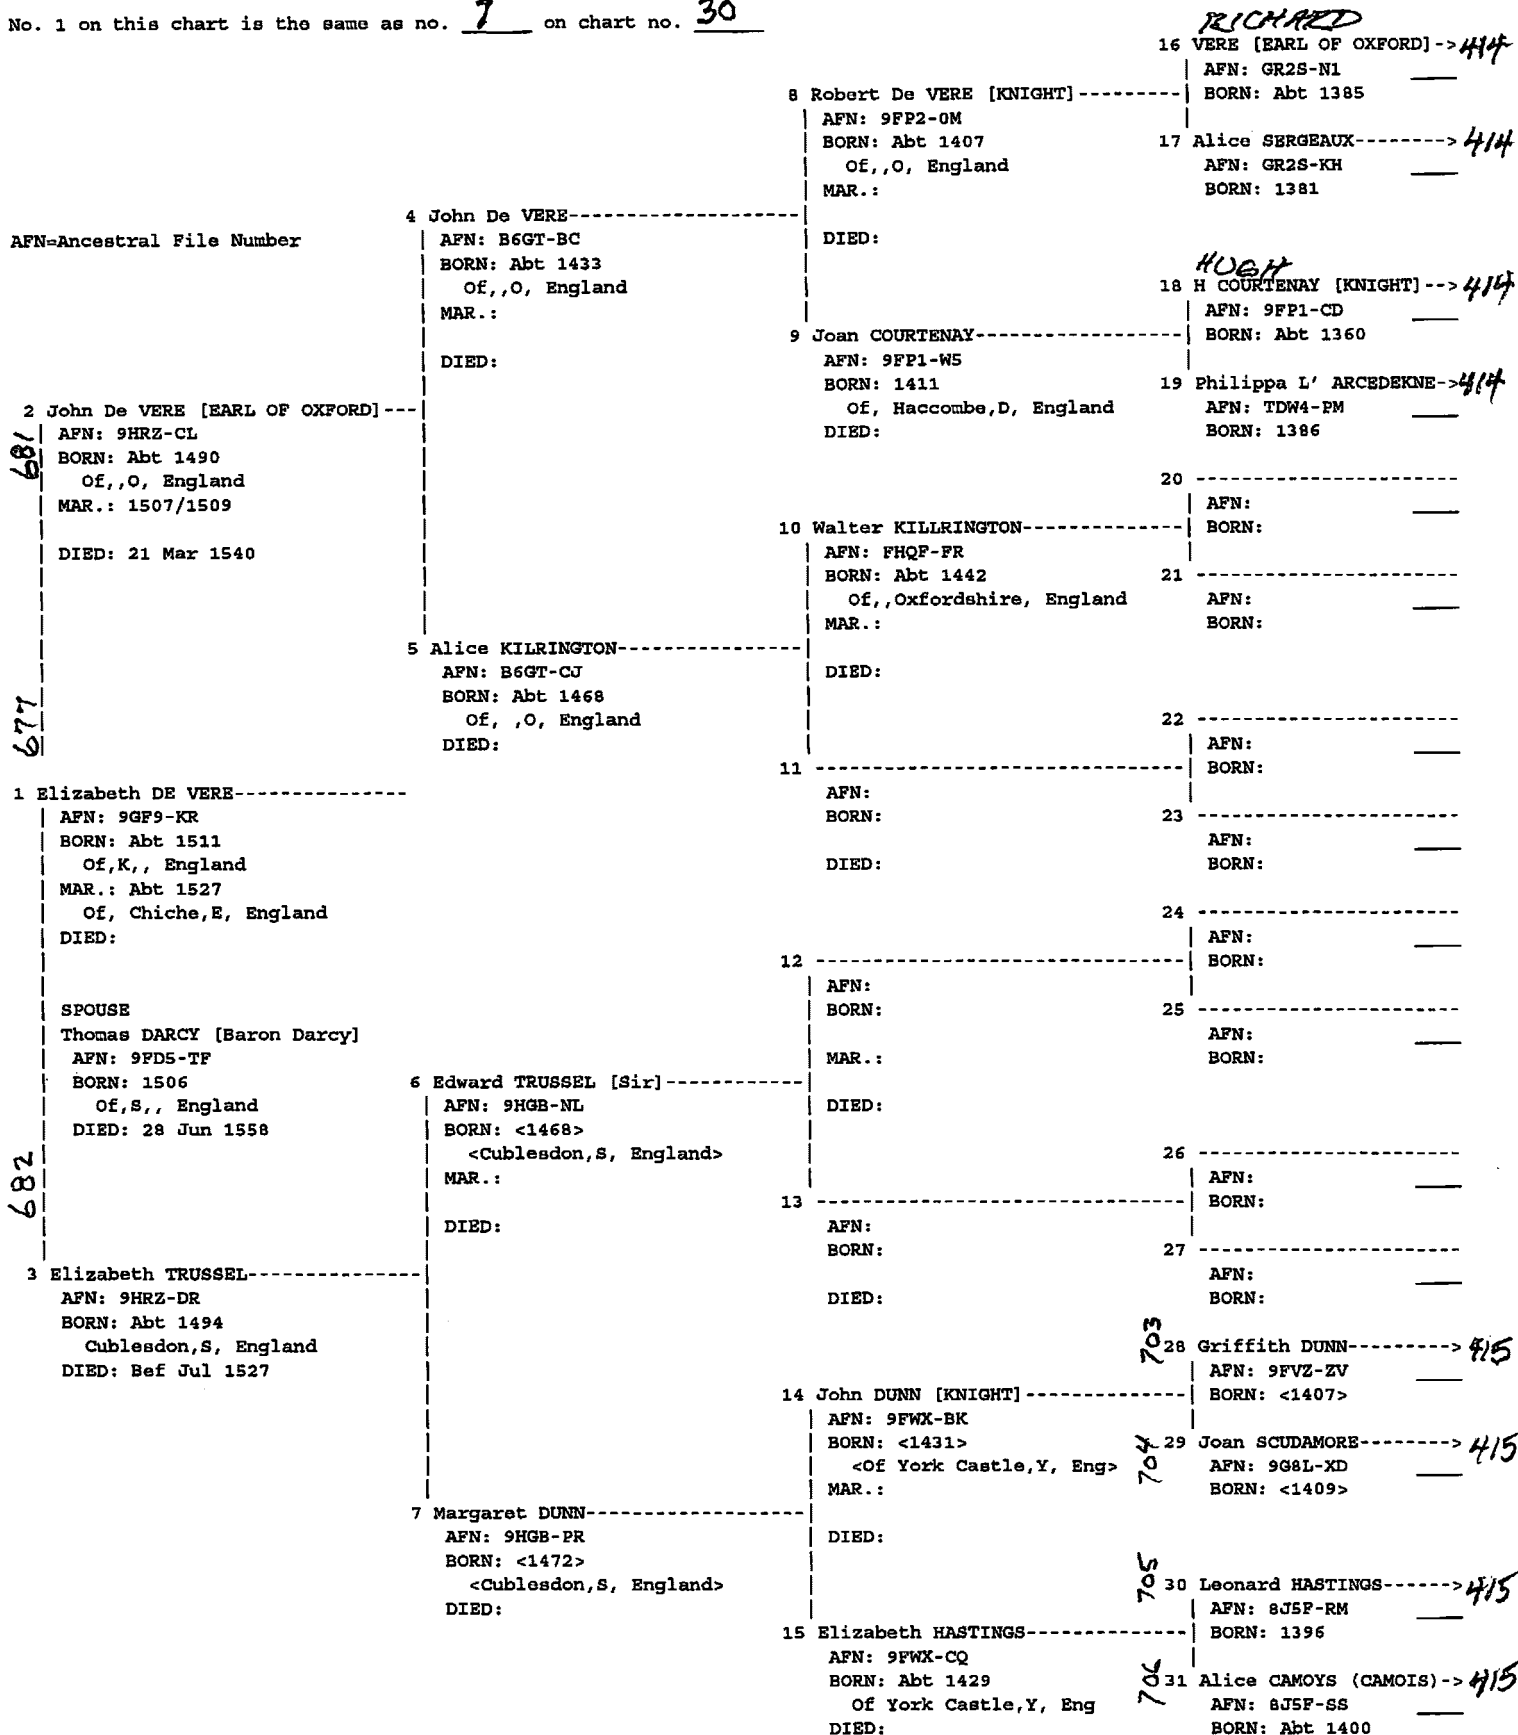 No. 1 on this chart is the same as no. 7 on chart no. 30
RICHARD
16 VERE [EARL OF OXFORD]-> 414
AFN: GR2S-N1
BORN: Abt 1385
8 Robert De VERE [KNIGHT]
AFN: 9FP2-0M
BORN: Abt 1407
Of,,O, England
MAR.:
DIED:
17 Alice SERGEAUX--------> 414
AFN: GR2S-KH
BORN: 1381
4 John De VERE
AFN: B6GT-BC
BORN: Abt 1433
Of,,O, England
MAR.:
DIED:
AFN=Ancestral File Number
HUGH
18 H COURTENAY [KNIGHT]--> 414
AFN: 9FP1-CD
BORN: Abt 1360
9 Joan COURTENAY
AFN: 9FP1-W5
BORN: 1411
Of, Haccombe,D, England
DIED:
19 Philippa L' ARCEDEKNE-> 414
AFN: TDW4-PM
BORN: 1386
2 John De VERE [EARL OF OXFORD]---
681
AFN: 9HRZ-CL
BORN: Abt 1490
Of,,O, England
MAR.: 1507/1509
DIED: 21 Mar 1540
20
AFN:
BORN:
10 Walter KILLRINGTON
AFN: FHQF-FR
BORN: Abt 1442
Of,,Oxfordshire, England
MAR.:
DIED:
21
AFN:
BORN:
5 Alice KILRINGTON
AFN: B6GT-CJ
BORN: Abt 1468
Of, ,O, England
DIED:
677
22
AFN:
BORN:
11
AFN:
BORN:
DIED:
23
AFN:
BORN:
1 Elizabeth DE VERE
AFN: 9GF9-KR
BORN: Abt 1511
Of,K,, England
MAR.: Abt 1527
Of, Chiche,E, England
DIED:
SPOUSE
Thomas DARCY [Baron Darcy]
AFN: 9FD5-TF
BORN: 1506
Of,S,, England
DIED: 28 Jun 1558
24
AFN:
BORN:
12
AFN:
BORN:
MAR.:
DIED:
25
AFN:
BORN:
6 Edward TRUSSEL [Sir]
AFN: 9HGB-NL
BORN: <1468>
<Cublesdon,S, England>
MAR.:
DIED:
682
26
AFN:
BORN:
13
AFN:
BORN:
DIED:
27
AFN:
BORN:
3 Elizabeth TRUSSEL
AFN: 9HRZ-DR
BORN: Abt 1494
Cublesdon,S, England
DIED: Bef Jul 1527
703
28 Griffith DUNN---------> 415
AFN: 9FVZ-ZV
BORN: <1407>
14 John DUNN [KNIGHT]
AFN: 9FWX-BK
BORN: <1431>
<Of York Castle,Y, Eng>
MAR.:
DIED:
704
29 Joan SCUDAMORE--------> 415
AFN: 9G8L-XD
BORN: <1409>
7 Margaret DUNN
AFN: 9HGB-PR
BORN: <1472>
<Cublesdon,S, England>
DIED:
705
30 Leonard HASTINGS------> 415
AFN: 8J5F-RM
BORN: 1396
15 Elizabeth HASTINGS
AFN: 9FWX-CQ
BORN: Abt 1429
Of York Castle,Y, Eng
DIED:
706
31 Alice CAMOYS (CAMOIS)-> 415
AFN: 8J5F-SS
BORN: Abt 1400